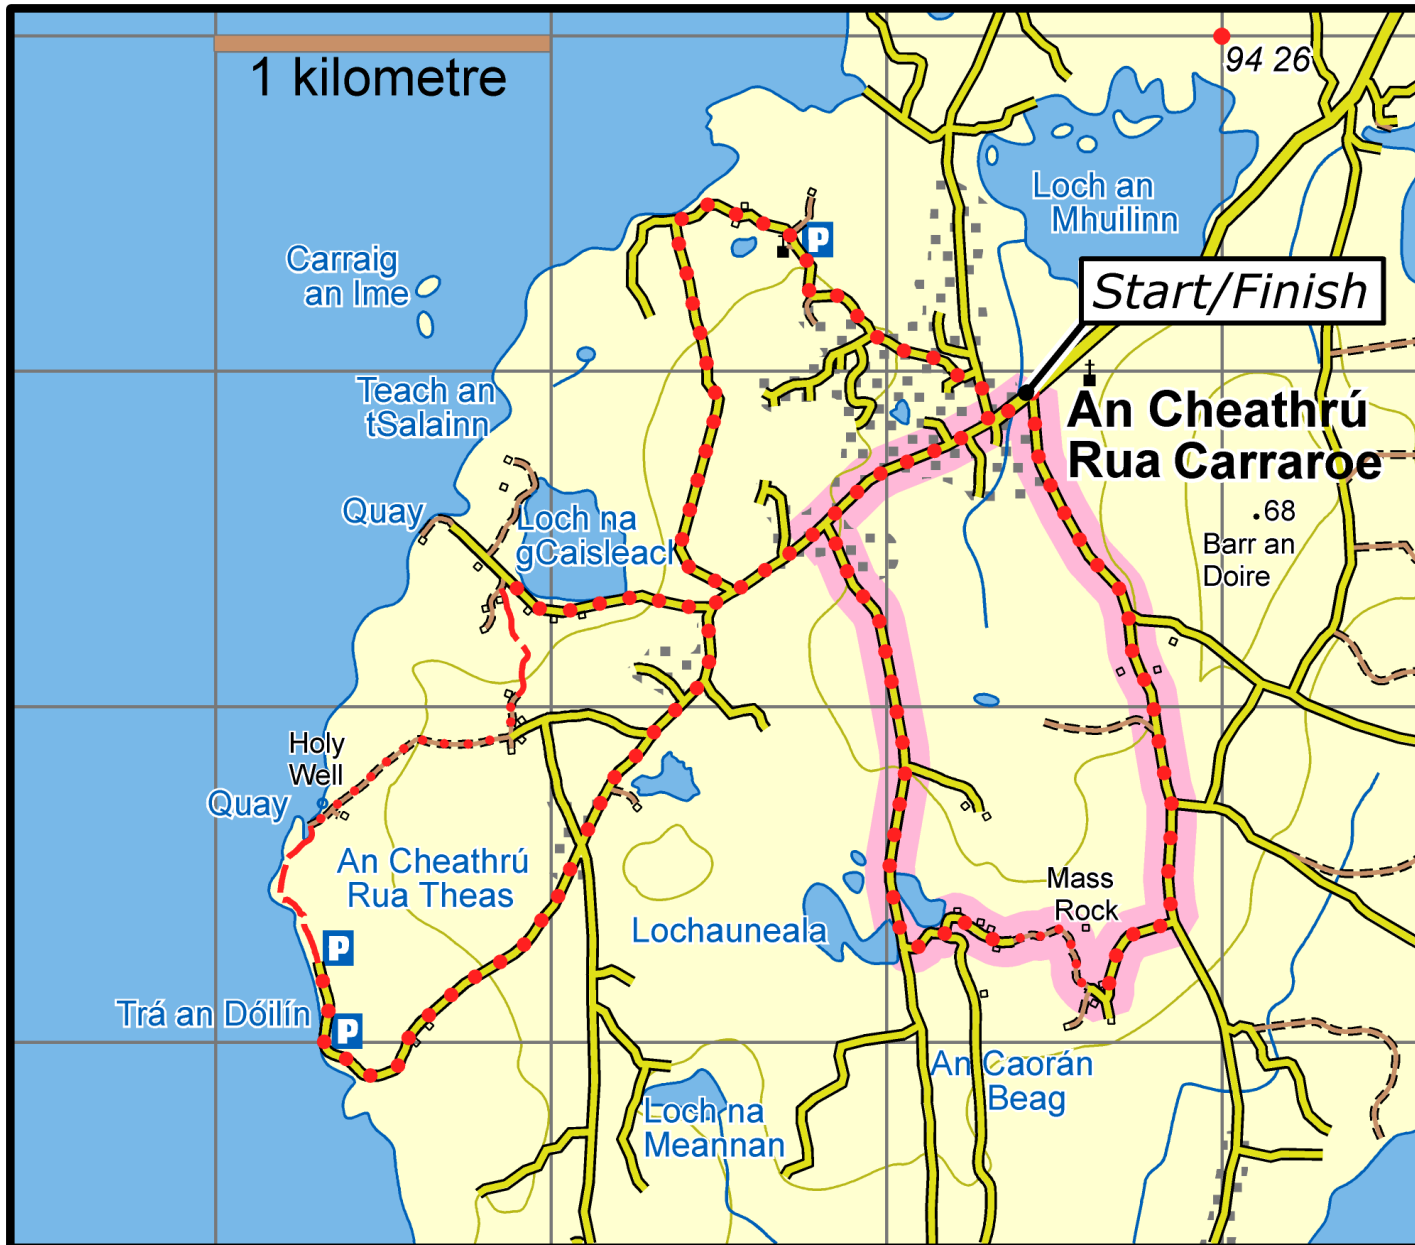 1 kilometre
94 26
Loch an
Mhuilinn
P
Carraig
an Ime
Start/Finish
Teach an
tSalainn
An Cheathrú
Rua Carraroe
Quay
Loch na
gCaisleach
.68
Barr an
Doire
Holy
Well
Quay
An Cheathrú
Rua Theas
Mass
Rock
Lochauneala
P
Trá an Dóilín
P
An Caorán
Beag
Loch na
Meannan